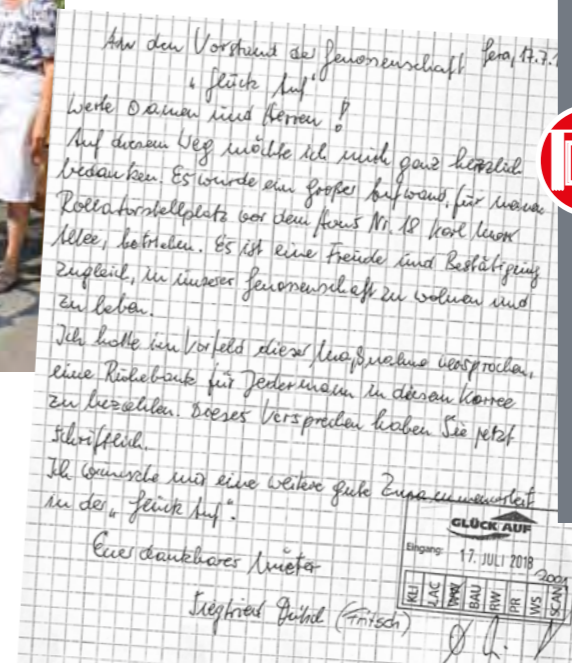 An den Vorstand der Genossenschaft Gera, 17.7.1
"Glück Auf"
Werte Damen und Herren!
Auf diesem Weg möchte ich mich ganz herzlich
bedanken. Es wurde ein großer Aufwand, für meinen
Rollatorstellplatz vor dem Haus Nr. 18 Karl Marx
Allee, betrieben. Es ist eine Freude und Bestätigung
zugleich, in unserer Genossenschaft zu wohnen und
zu leben.
Ich hatte im Vorfeld dieser Maßnahme versprochen,
eine Ruhebank für Jedermann in diesem Karree
zu bezahlen. Dieses Versprechen haben Sie jetzt
schriftlich.
Ich wünsche mir eine weitere gute Zusammenarbeit
in der "Glück Auf".
Euer dankbarer Mieter
Siegfried (Fritsch)
GLÜCK AUF
Eingang: 17. JULI 2018
KLI LAC BAU RW PR WS SCAN